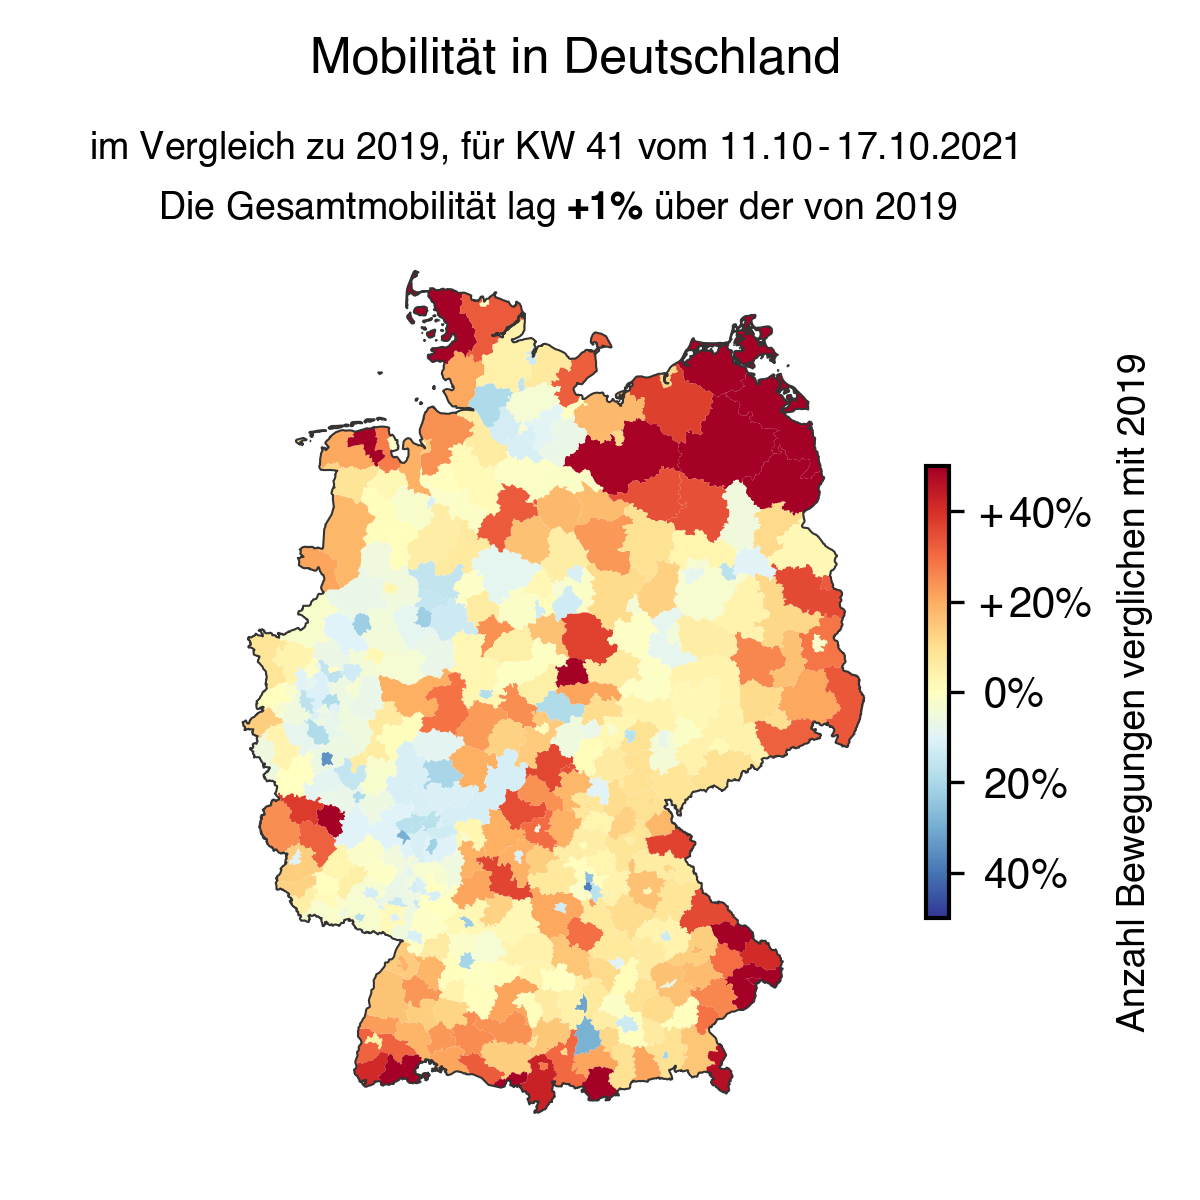 Mobilität in Deutschland
im Vergleich zu 2019, für KW 41 vom 11.10-17.10.2021
Die Gesamtmobilität lag +1% über der von 2019
+40%
+20%
0%
20%
40%
Anzahl Bewegungen verglichen mit 2019